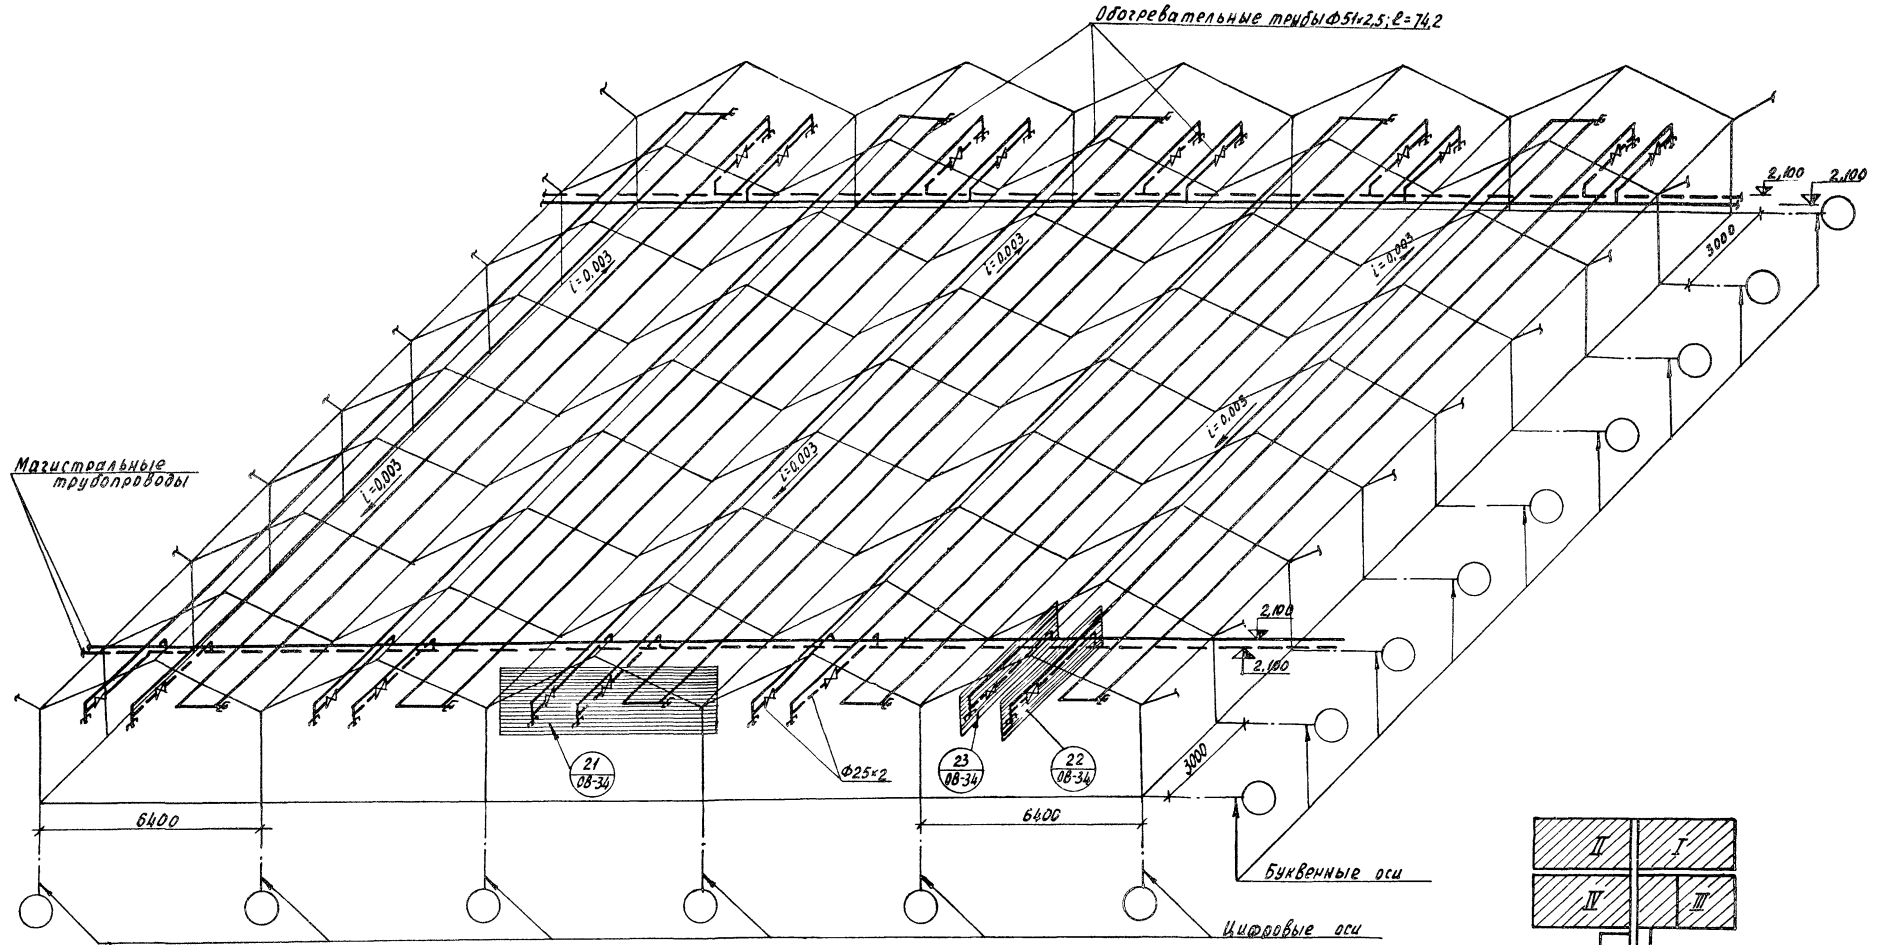 Обогревательные трубы Ф51×2,5; ℓ=74,2
2,100
2.100
3000
i=0,003
i=0,003
i=0,003
i=0,003
i=0,003
i=0,003
Магистральные
трубопроводы
2,100
2,100
21
ОВ-34
Ф25×2
23
ОВ-34
22
ОВ-34
3000
6400
6400
Буквенные оси
Цифровые оси
II
I
IV
III